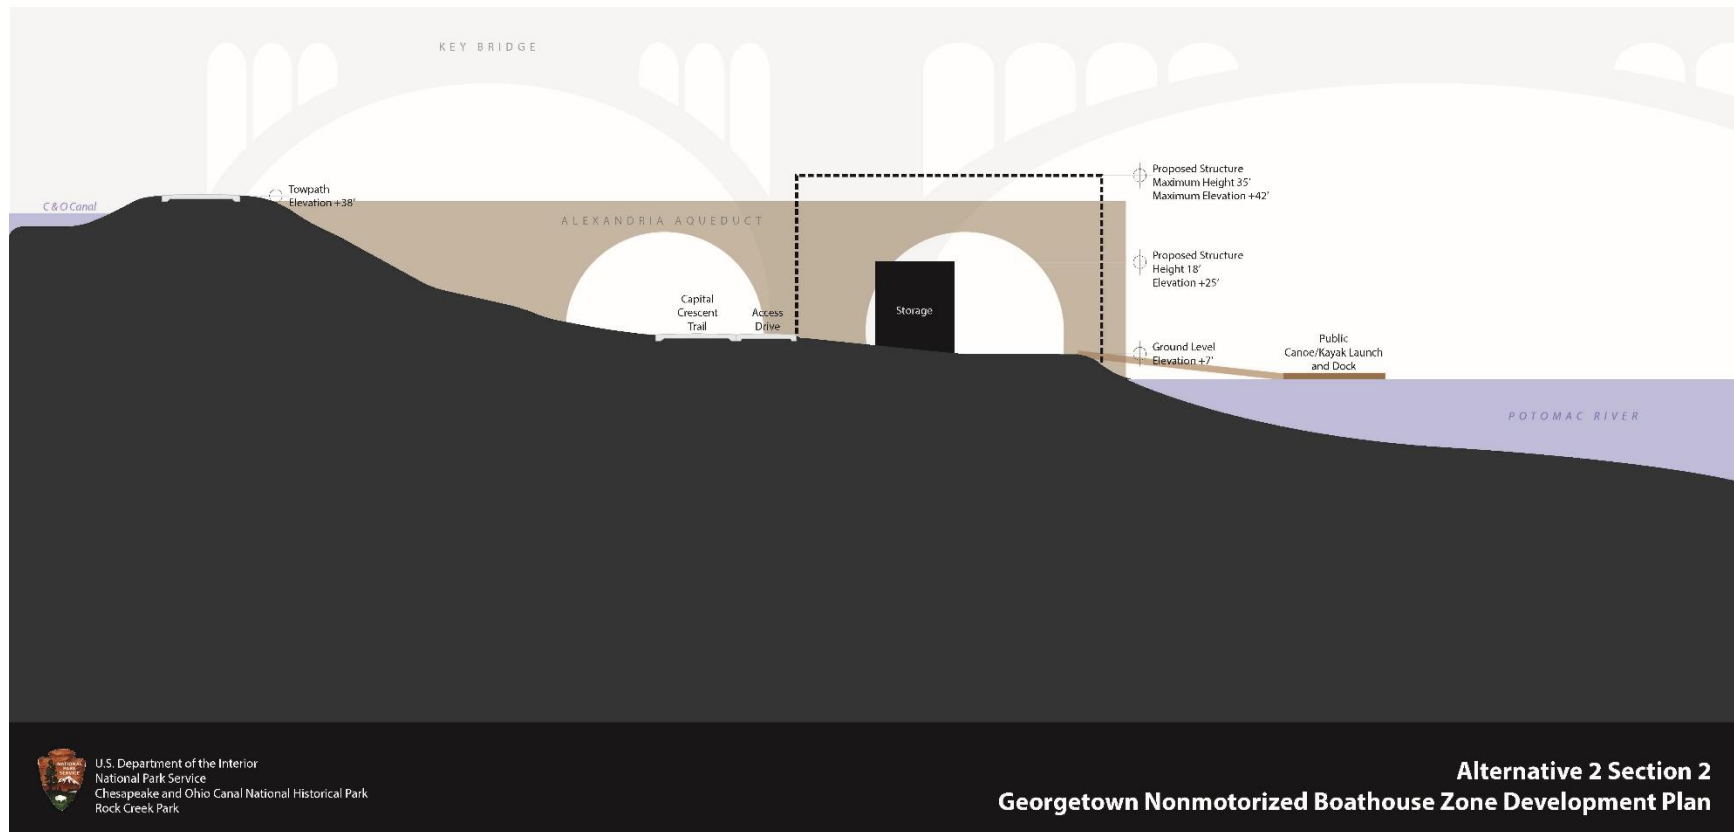 KEY BRIDGE
Proposed Structure
Maximum Height 35'
Maximum Elevation +42'
Towpath
Elevation +38'
C & O Canal
ALEXANDRIA AQUEDUCT
Proposed Structure
Height 18'
Elevation +25'
Capital
Crescent
Trail
Access
Drive
Storage
Ground Level
Elevation +7'
Public
Canoe/Kayak Launch
and Dock
POTOMAC RIVER
NATIONAL
PARK
SERVICE
U.S. Department of the Interior
National Park Service
Chesapeake and Ohio Canal National Historical Park
Rock Creek Park
Alternative 2 Section 2
Georgetown Nonmotorized Boathouse Zone Development Plan